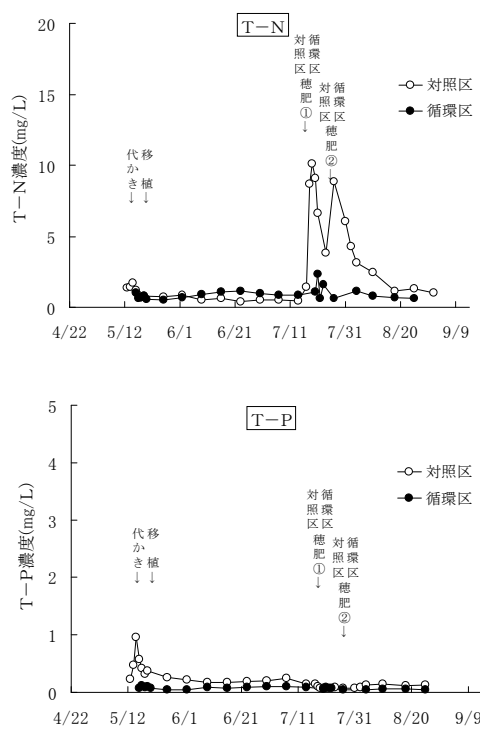 T−N
20
15
10
5
0
T−N濃度(mg/L)
代かき↓
移植↓
対照区
循環区
穂肥①↓
対照区
循環区
穂肥②↓
対照区
循環区
4/22 5/12 6/1 6/21 7/11 7/31 8/20 9/9
T−P
5
4
3
2
1
0
T−P濃度(mg/L)
代かき↓
移植↓
対照区
循環区
穂肥①↓
対照区
循環区
穂肥②↓
対照区
循環区
4/22 5/12 6/1 6/21 7/11 7/31 8/20 9/9